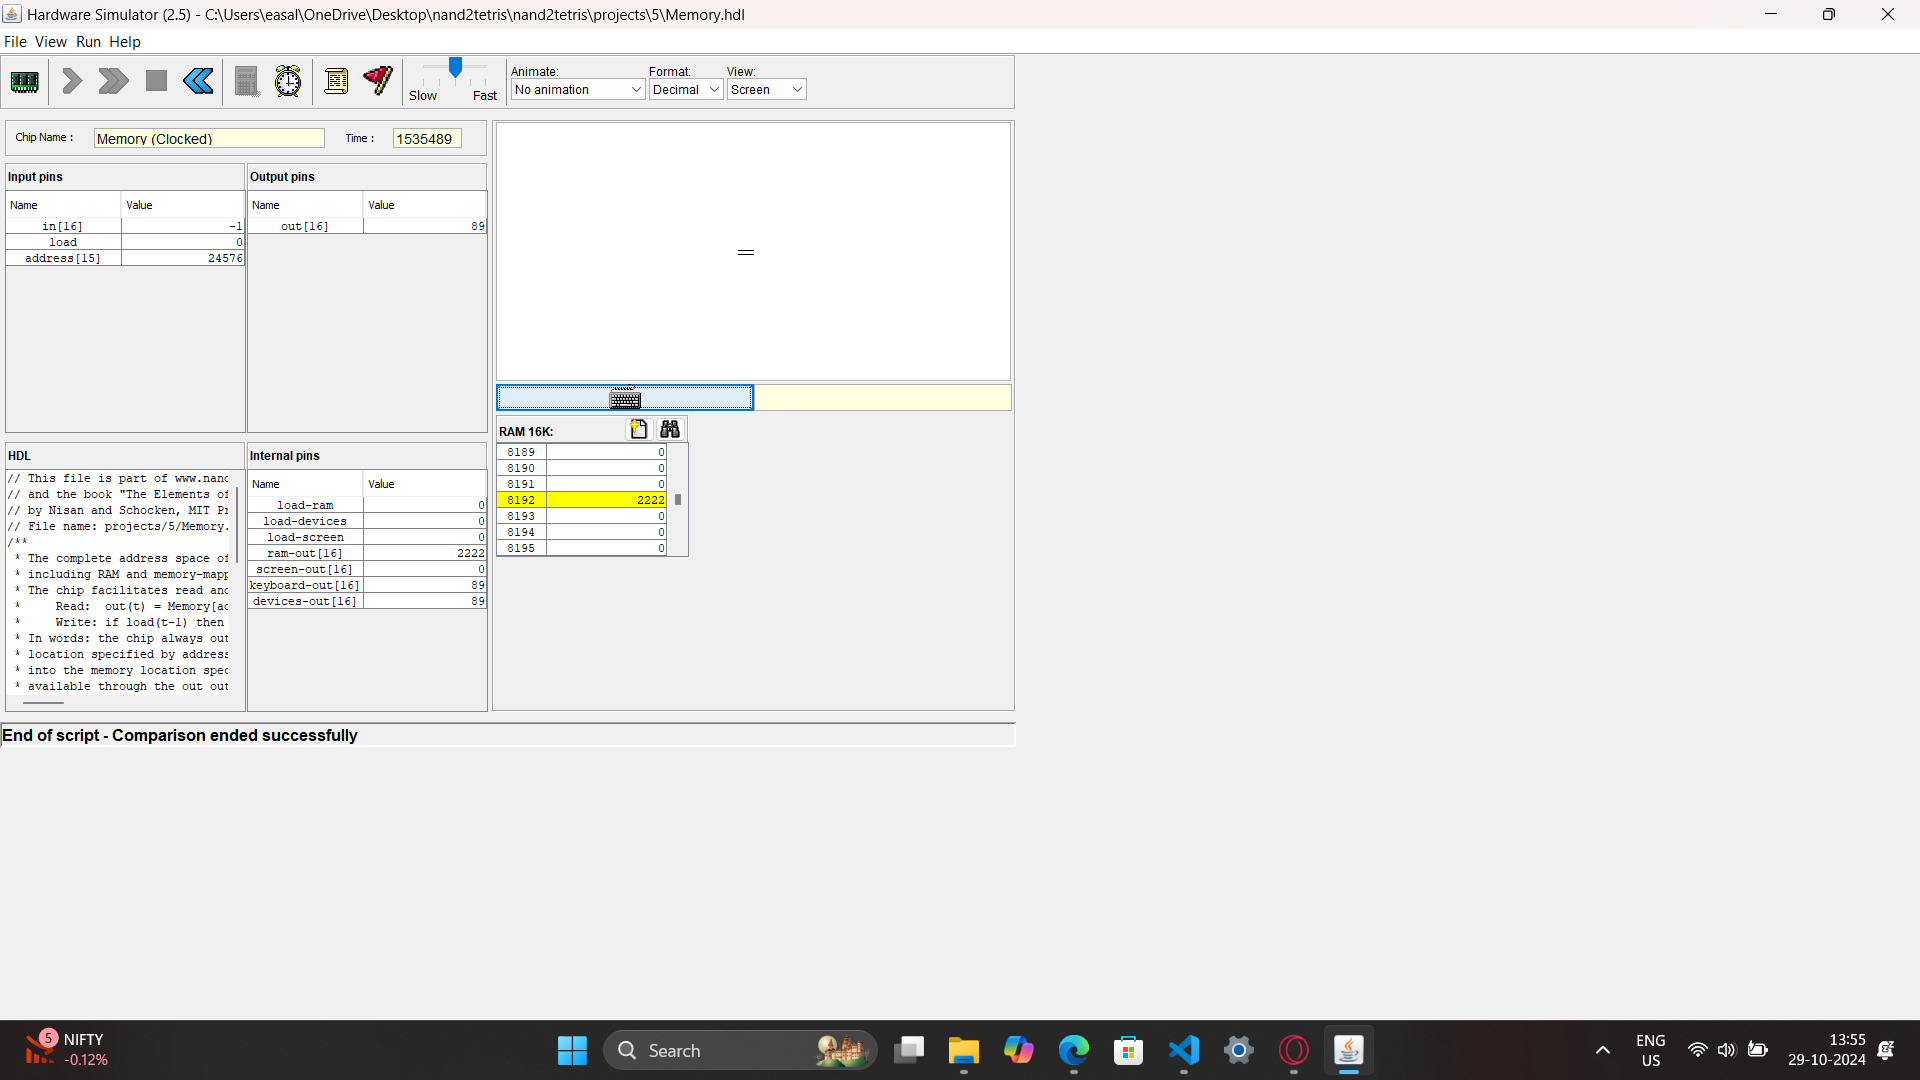 Hardware Simulator (2.5) - C:\Users\easal\OneDrive\Desktop\nand2tetris\nand2tetris\projects\5\Memory.hdl
File View Run Help
Slow Fast
Animate: Format: View:
No animation Decimal Screen
Chip Name : Memory (Clocked) Time : 1535489
Input pins
Name Value
in[16] -1
load 0
address[15] 24576
Output pins
Name Value
out[16] 89
HDL
// This file is part of www.nand
// and the book "The Elements of
// by Nisan and Schocken, MIT Pr
// File name: projects/5/Memory.
/**
* The complete address space of
* including RAM and memory-mapp
* The chip facilitates read and
* Read: out(t) = Memory[ad
* Write: if load(t-1) then
* In words: the chip always out
* location specified by address
* into the memory location spec
* available through the out out
Internal pins
Name Value
load-ram 0
load-devices 0
load-screen 0
ram-out[16] 2222
screen-out[16] 0
keyboard-out[16] 89
devices-out[16] 89
RAM 16K:
8189 0
8190 0
8191 0
8192 2222
8193 0
8194 0
8195 0
End of script - Comparison ended successfully
5
NIFTY
-0.12%
Search
ENG
US
13:55
29-10-2024